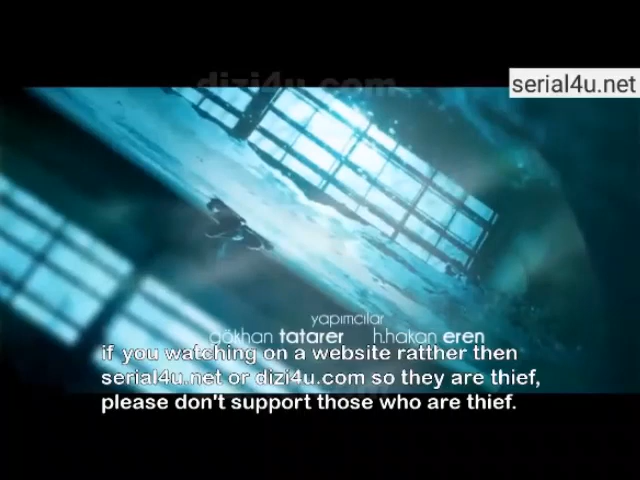 dizi4u.com
serial4u.net
yapımcılar
gökhan tatarer h.hakan eren
if you watching on a website ratther then
serial4u.net or dizi4u.com so they are thief,
please don't support those who are thief.